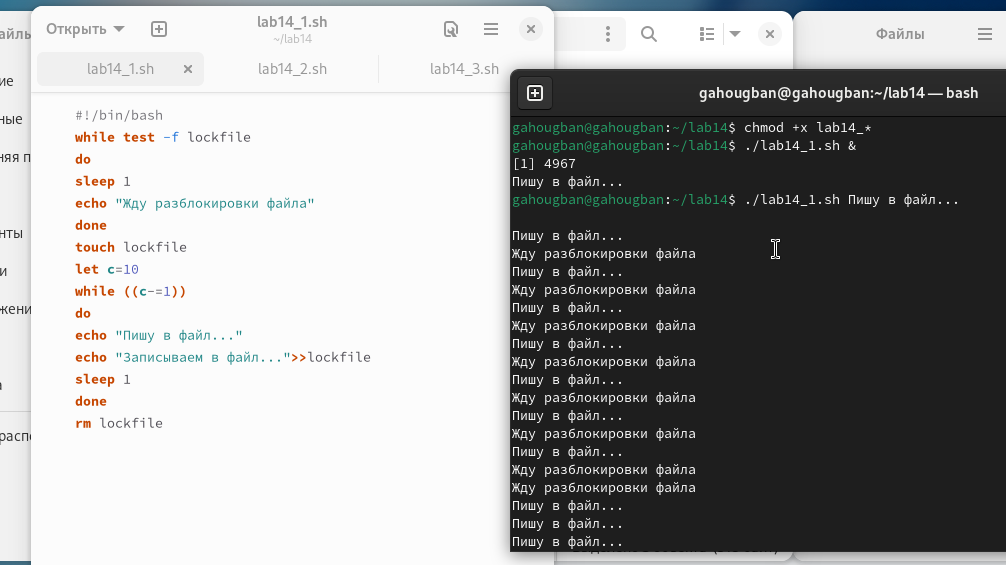 Открыть
lab14_1.sh
~/lab14
lab14_1.sh
lab14_2.sh
lab14_3.sh
#!/bin/bash
while test -f lockfile
do
sleep 1
echo "Жду разблокировки файла"
done
touch lockfile
let c=10
while ((c-=1))
do
echo "Пишу в файл..."
echo "Записываем в файл...">>lockfile
sleep 1
done
rm lockfile
Файлы
gahougban@gahougban:~/lab14 — bash
gahougban@gahougban:~/lab14$ chmod +x lab14_*
gahougban@gahougban:~/lab14$ ./lab14_1.sh &
[1] 4967
Пишу в файл...
gahougban@gahougban:~/lab14$ ./lab14_1.sh Пишу в файл...
Пишу в файл...
Жду разблокировки файла
Пишу в файл...
Жду разблокировки файла
Пишу в файл...
Жду разблокировки файла
Пишу в файл...
Жду разблокировки файла
Пишу в файл...
Жду разблокировки файла
Пишу в файл...
Жду разблокировки файла
Пишу в файл...
Жду разблокировки файла
Жду разблокировки файла
Пишу в файл...
Пишу в файл...
Пишу в файл...